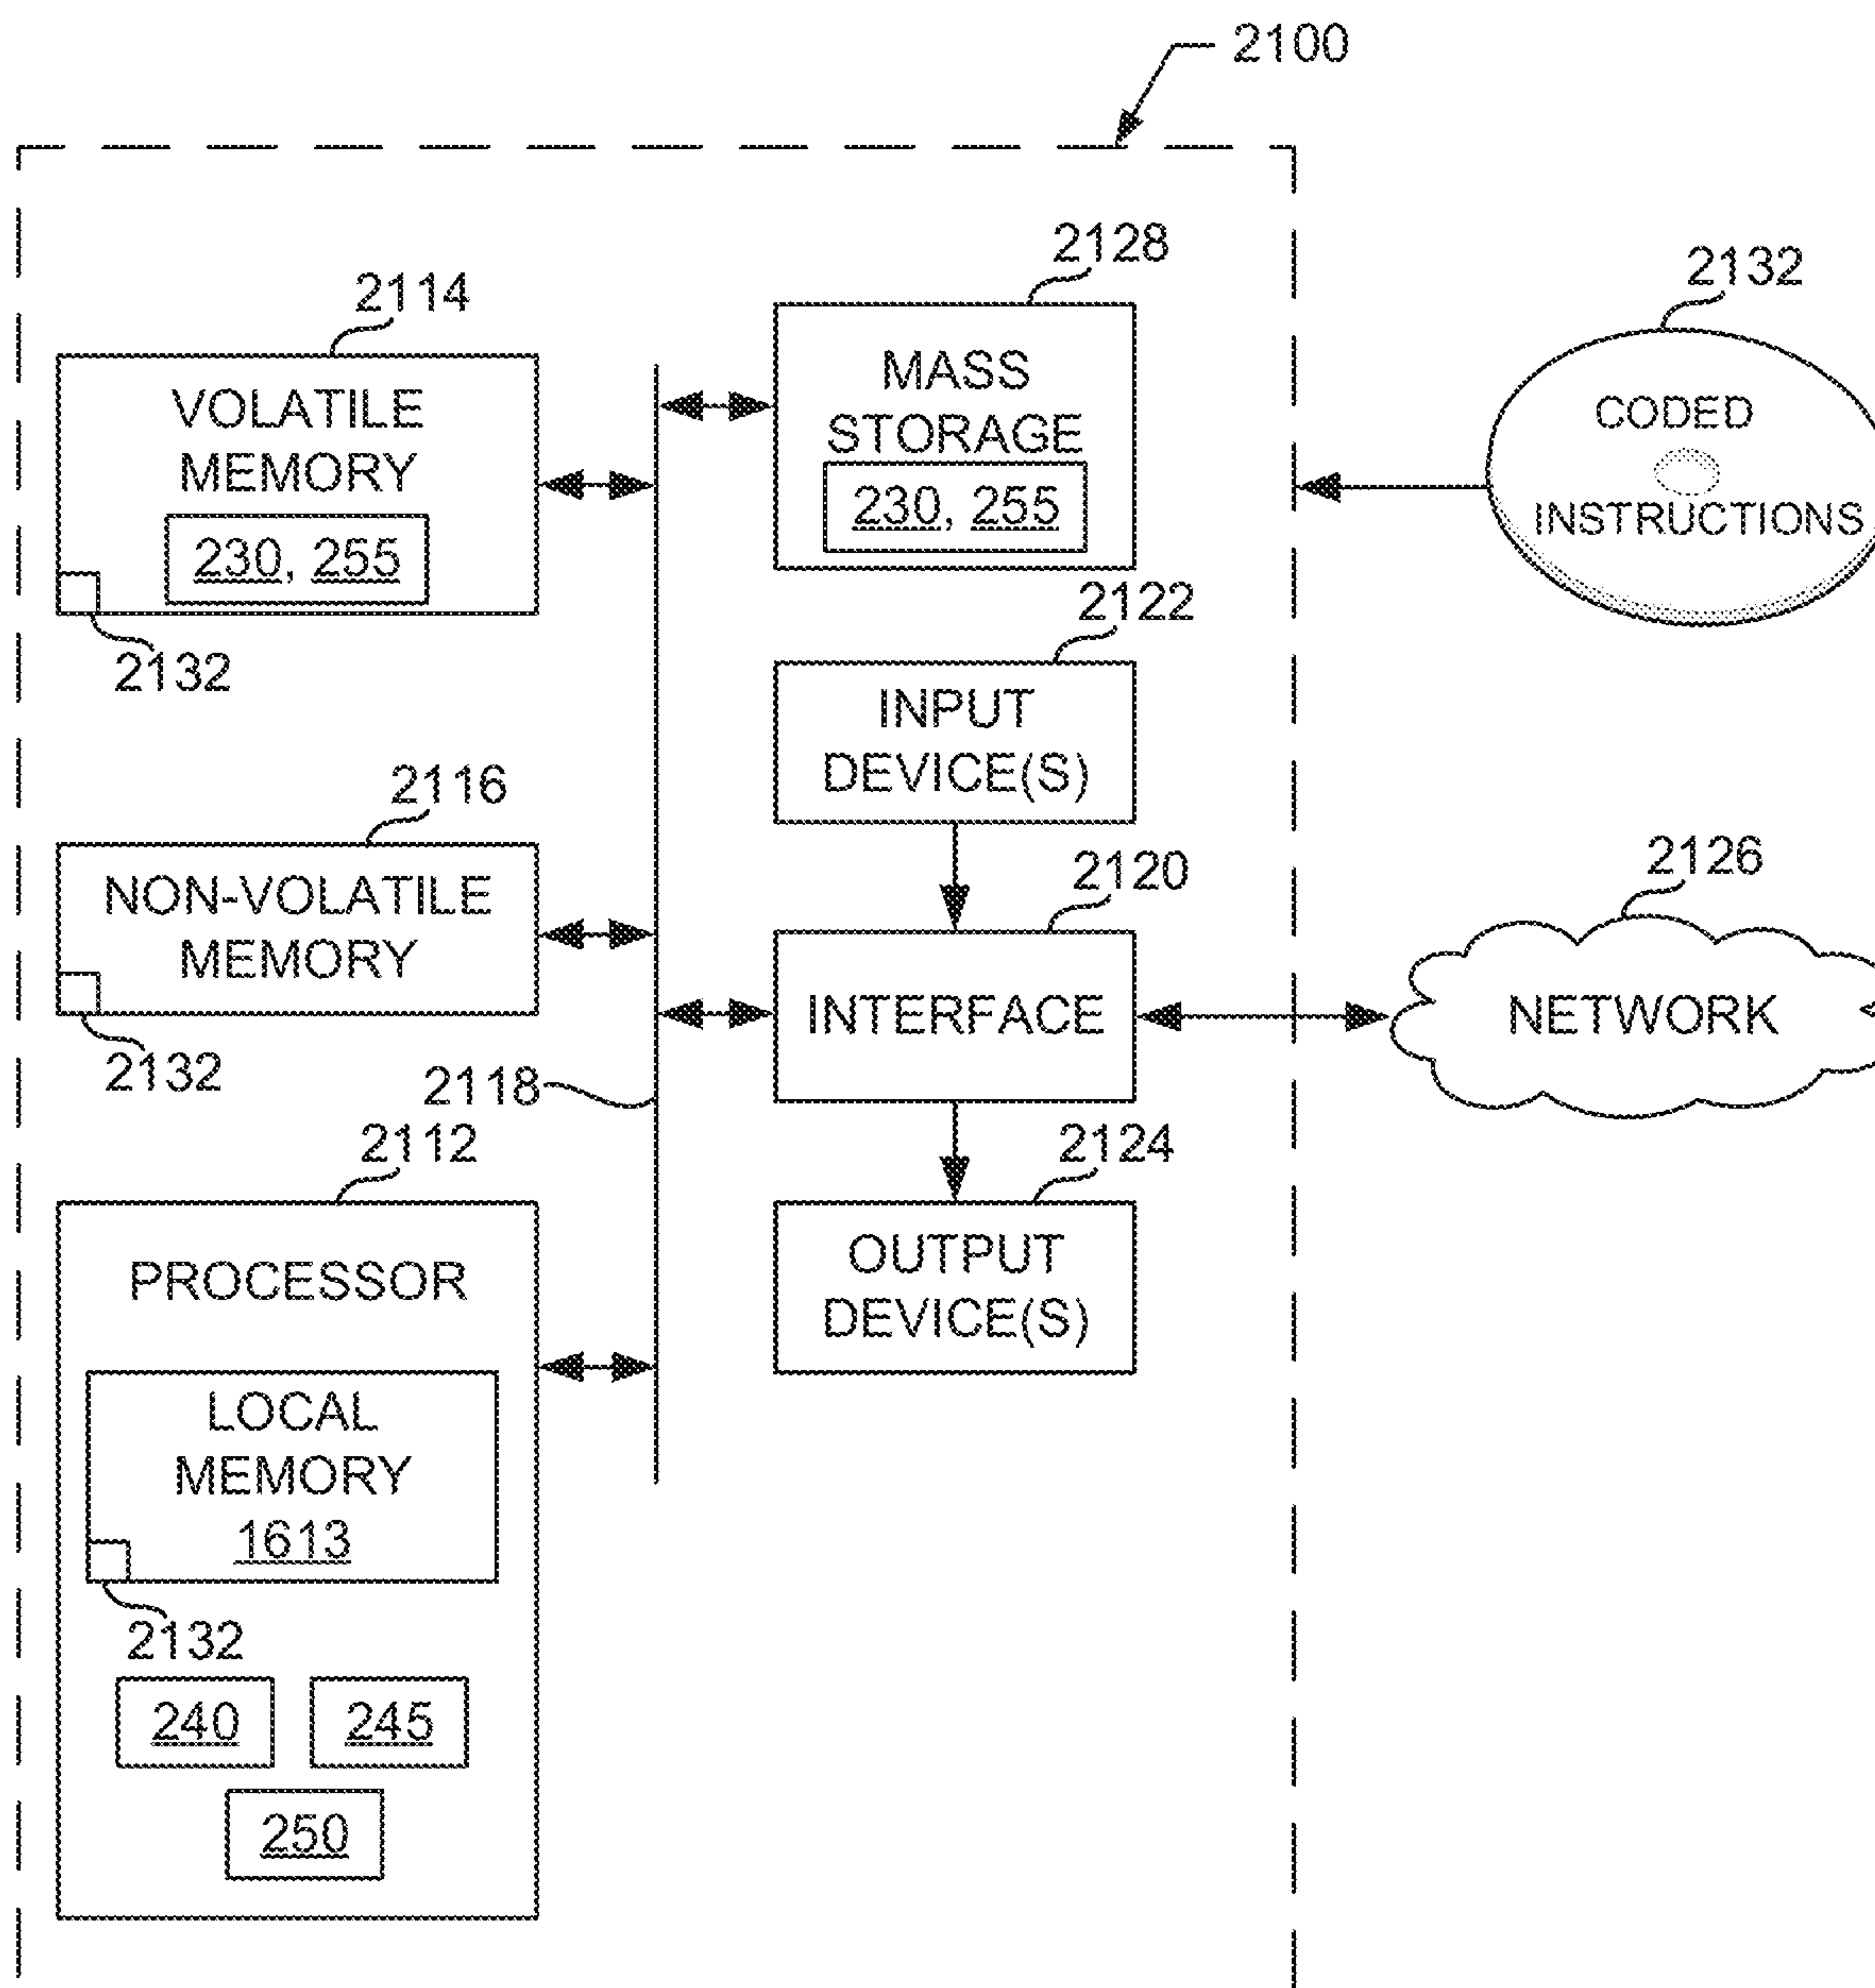 2100
2128
2114
2132
MASS
STORAGE
230, 255
VOLATILE
MEMORY
230, 255
2132
CODED
INSTRUCTIONS
2122
INPUT
DEVICE(S)
2116
NON-VOLATILE
MEMORY
2132
2120
INTERFACE
2126
NETWORK
2118
2112
2124
OUTPUT
DEVICE(S)
PROCESSOR
LOCAL
MEMORY
1613
2132
240
245
250